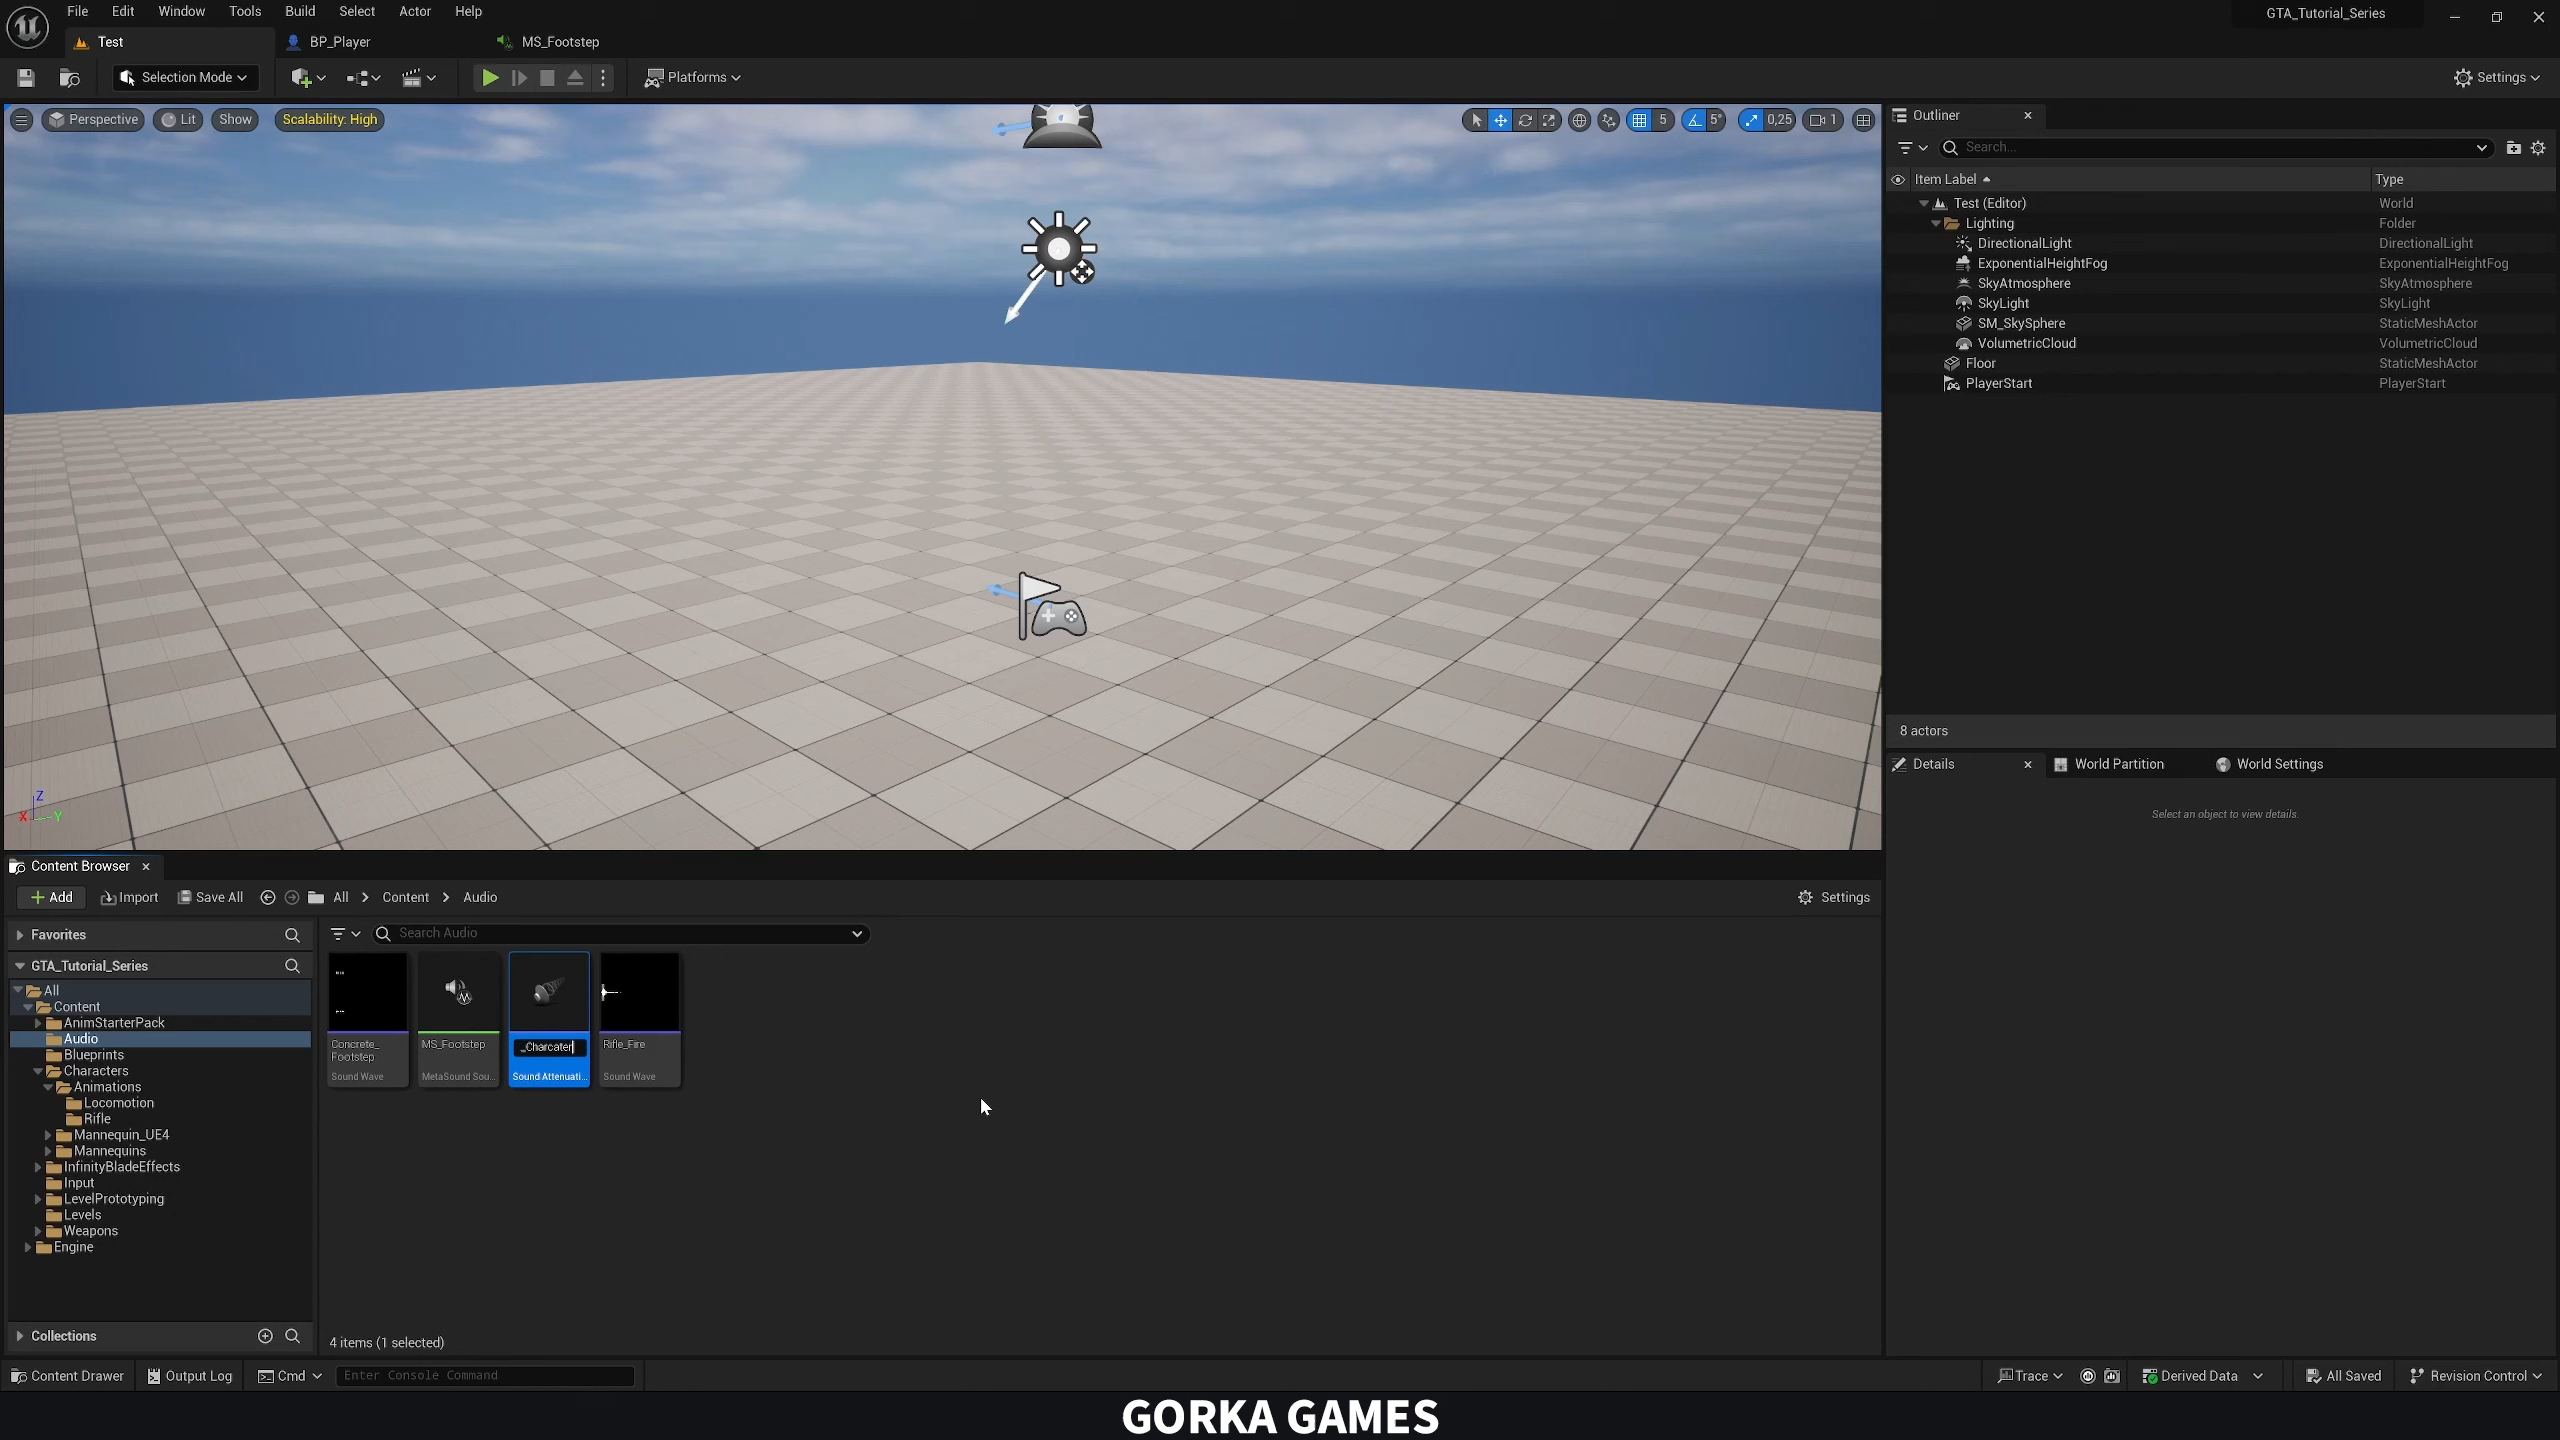 File Edit Window Tools Build Select Actor Help
GTA_Tutorial_Series
Test BP_Player MS_Footstep
Selection Mode Platforms Settings
Perspective Lit Show Scalability: High 5 5° 0,25 1
Outliner
Search...
Item Label Type
Test (Editor) World
Lighting Folder
DirectionalLight DirectionalLight
ExponentialHeightFog ExponentialHeightFog
SkyAtmosphere SkyAtmosphere
SkyLight SkyLight
SM_SkySphere StaticMeshActor
VolumetricCloud VolumetricCloud
Floor StaticMeshActor
PlayerStart PlayerStart
8 actors
Details World Partition World Settings
Select an object to view details.
Z
X Y
Content Browser
Add Import Save All All > Content > Audio Settings
Favorites
GTA_Tutorial_Series
All
Content
AnimStarterPack
Audio
Blueprints
Characters
Animations
Locomotion
Rifle
Mannequin_UE4
Mannequins
InfinityBladeEffects
Input
LevelPrototyping
Levels
Weapons
Engine
Collections
Search Audio
Concrete_
Footstep
Sound Wave
MS_Footstep
MetaSound Sou...
_Charcater
Sound Attenuati...
Rifle_Fire
Sound Wave
4 items (1 selected)
Content Drawer Output Log Cmd Enter Console Command Trace Derived Data All Saved Revision Control
GORKA GAMES